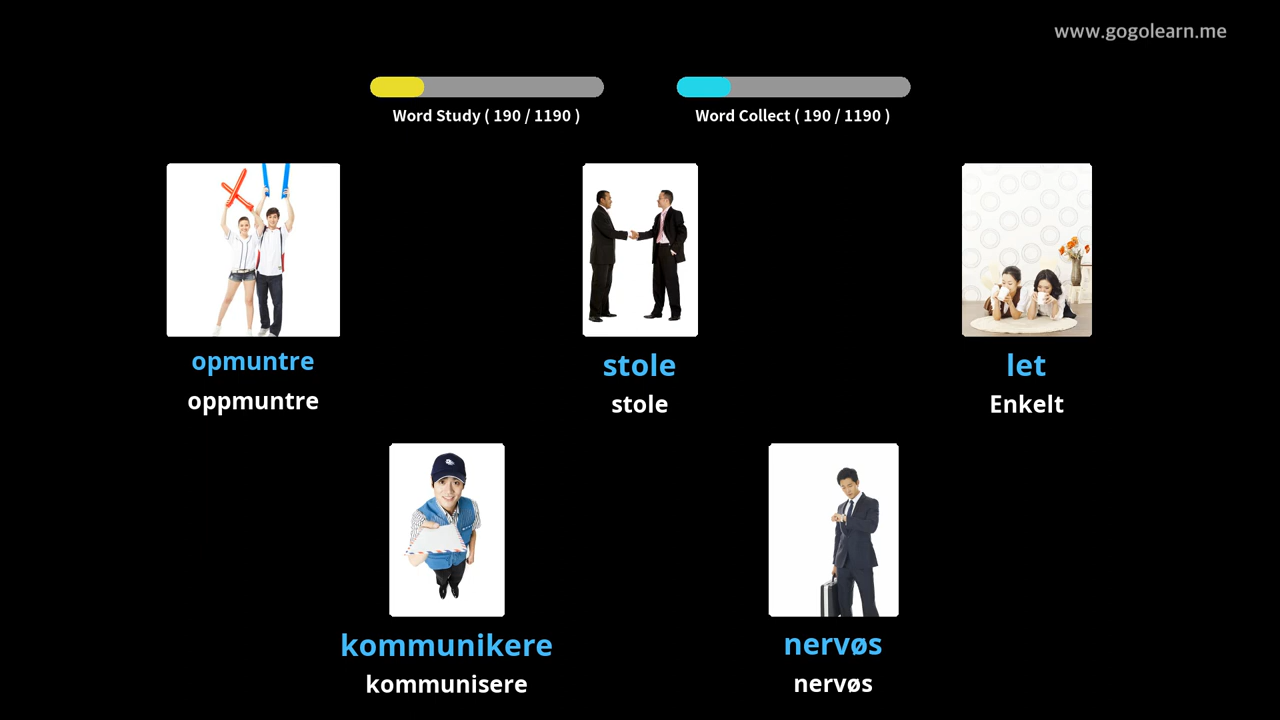 www.gogolearn.me
Word Study ( 190 / 1190 )
Word Collect ( 190 / 1190 )
opmuntre
oppmuntre
stole
stole
let
Enkelt
kommunikere
kommunisere
nervøs
nervøs